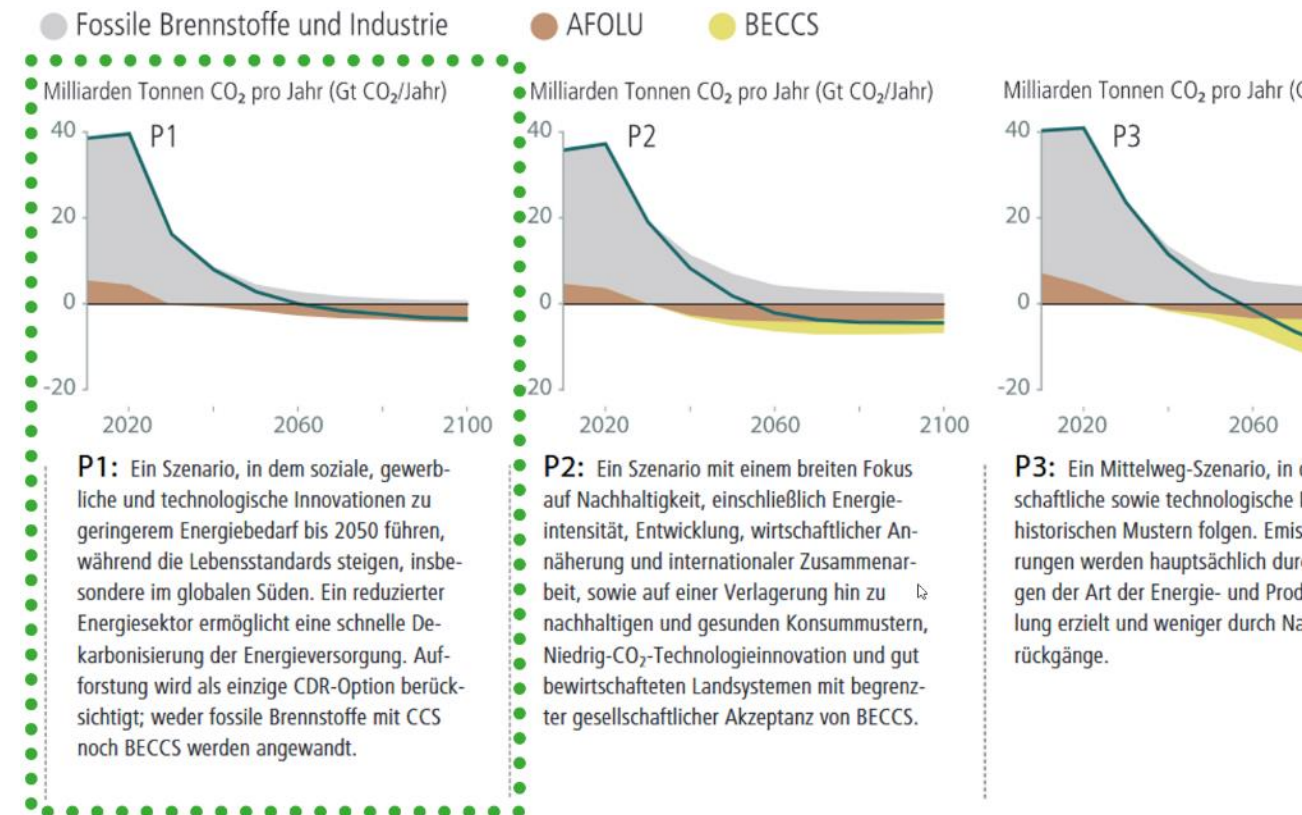 Fossile Brennstoffe und Industrie AFOLU BECCS
Milliarden Tonnen CO₂ pro Jahr (Gt CO₂/Jahr)
40
P1
20
0
-20
2020 2060 2100
P1: Ein Szenario, in dem soziale, gewerb-
liche und technologische Innovationen zu
geringerem Energiebedarf bis 2050 führen,
während die Lebensstandards steigen, insbe-
sondere im globalen Süden. Ein reduzierter
Energiesektor ermöglicht eine schnelle De-
karbonisierung der Energieversorgung. Auf-
forstung wird als einzige CDR-Option berück-
sichtigt; weder fossile Brennstoffe mit CCS
noch BECCS werden angewandt.
Milliarden Tonnen CO₂ pro Jahr (Gt CO₂/Jahr)
40
P2
20
0
-20
2020 2060 2100
P2: Ein Szenario mit einem breiten Fokus
auf Nachhaltigkeit, einschließlich Energie-
intensität, Entwicklung, wirtschaftlicher An-
näherung und internationaler Zusammenar-
beit, sowie auf einer Verlagerung hin zu
nachhaltigen und gesunden Konsummustern,
Niedrig-CO₂-Technologieinnovation und gut
bewirtschafteten Landsystemen mit begrenz-
ter gesellschaftlicher Akzeptanz von BECCS.
Milliarden Tonnen CO₂ pro Jahr (
40
P3
20
0
-20
2020 2060
P3: Ein Mittelweg-Szenario, in
schaftliche sowie technologische
historischen Mustern folgen.
rungen werden hauptsächlich
gen der Art der Energie- und
lung erzielt und weniger durch
rückgänge.